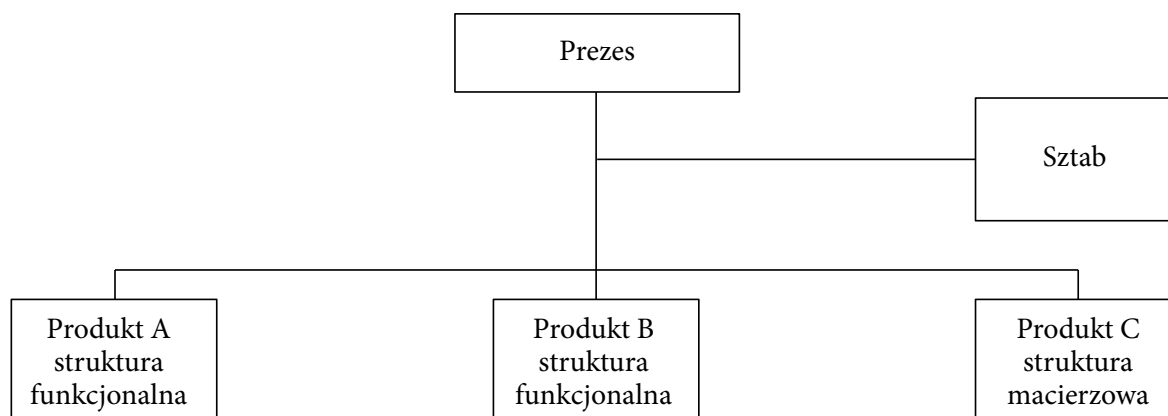 Prezes
Sztab
Produkt A
struktura
funkcjonalna
Produkt B
struktura
funkcjonalna
Produkt C
struktura
macierzowa